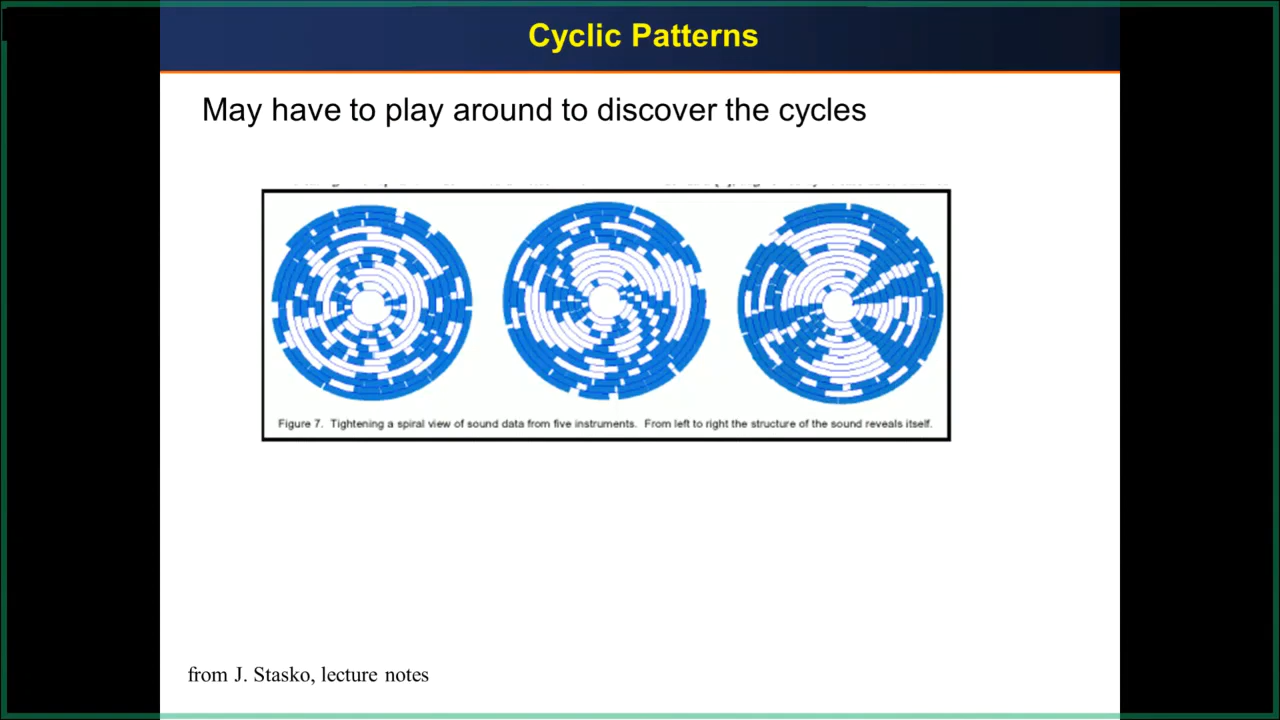 Cyclic Patterns
May have to play around to discover the cycles
Figure 7. Tightening a spiral view of sound data from five instruments. From left to right the structure of the sound reveals itself.
from J. Stasko, lecture notes